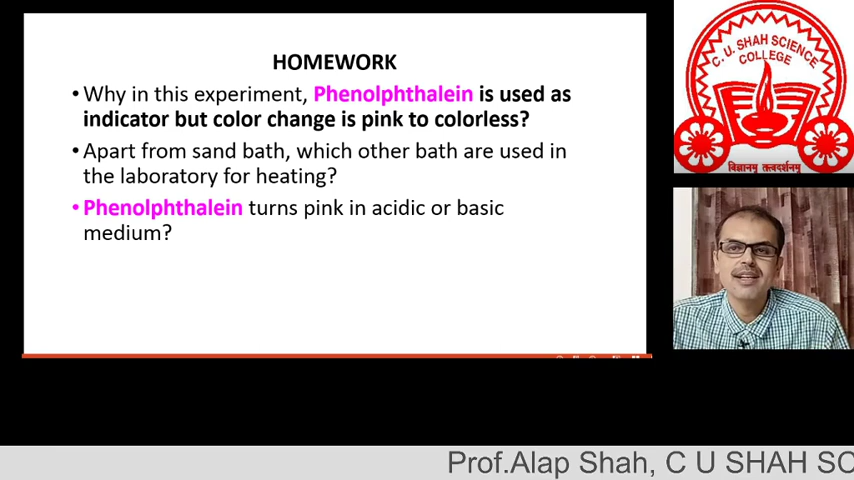 HOMEWORK
• Why in this experiment, Phenolphthalein is used as
indicator but color change is pink to colorless?
• Apart from sand bath, which other bath are used in
the laboratory for heating?
• Phenolphthalein turns pink in acidic or basic
medium?
C. U. SHAH SCIENCE
COLLEGE
विज्ञानमृतत्त्वदर्शनम्
Prof.Alap Shah, C U SHAH SC